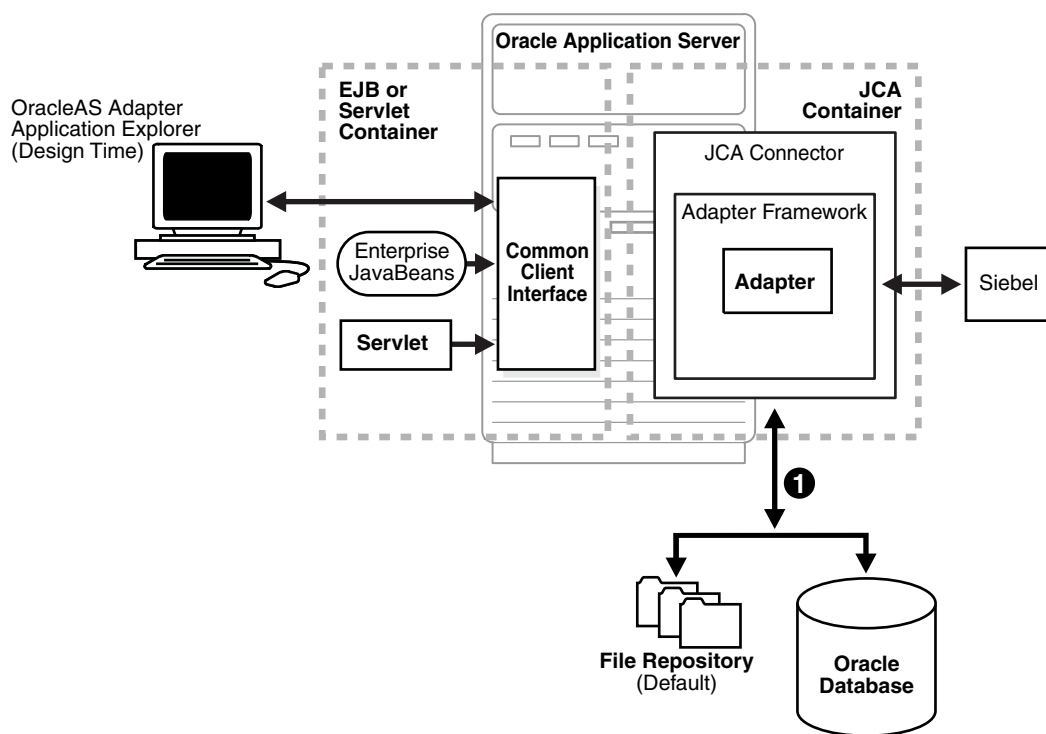 Oracle Application Server
EJB or
Servlet
Container
JCA
Container
OracleAS Adapter
Application Explorer
(Design Time)
JCA Connector
Adapter Framework
Adapter
Enterprise
JavaBeans
Common
Client
Interface
Servlet
Siebel
1
File Repository
(Default)
Oracle
Database